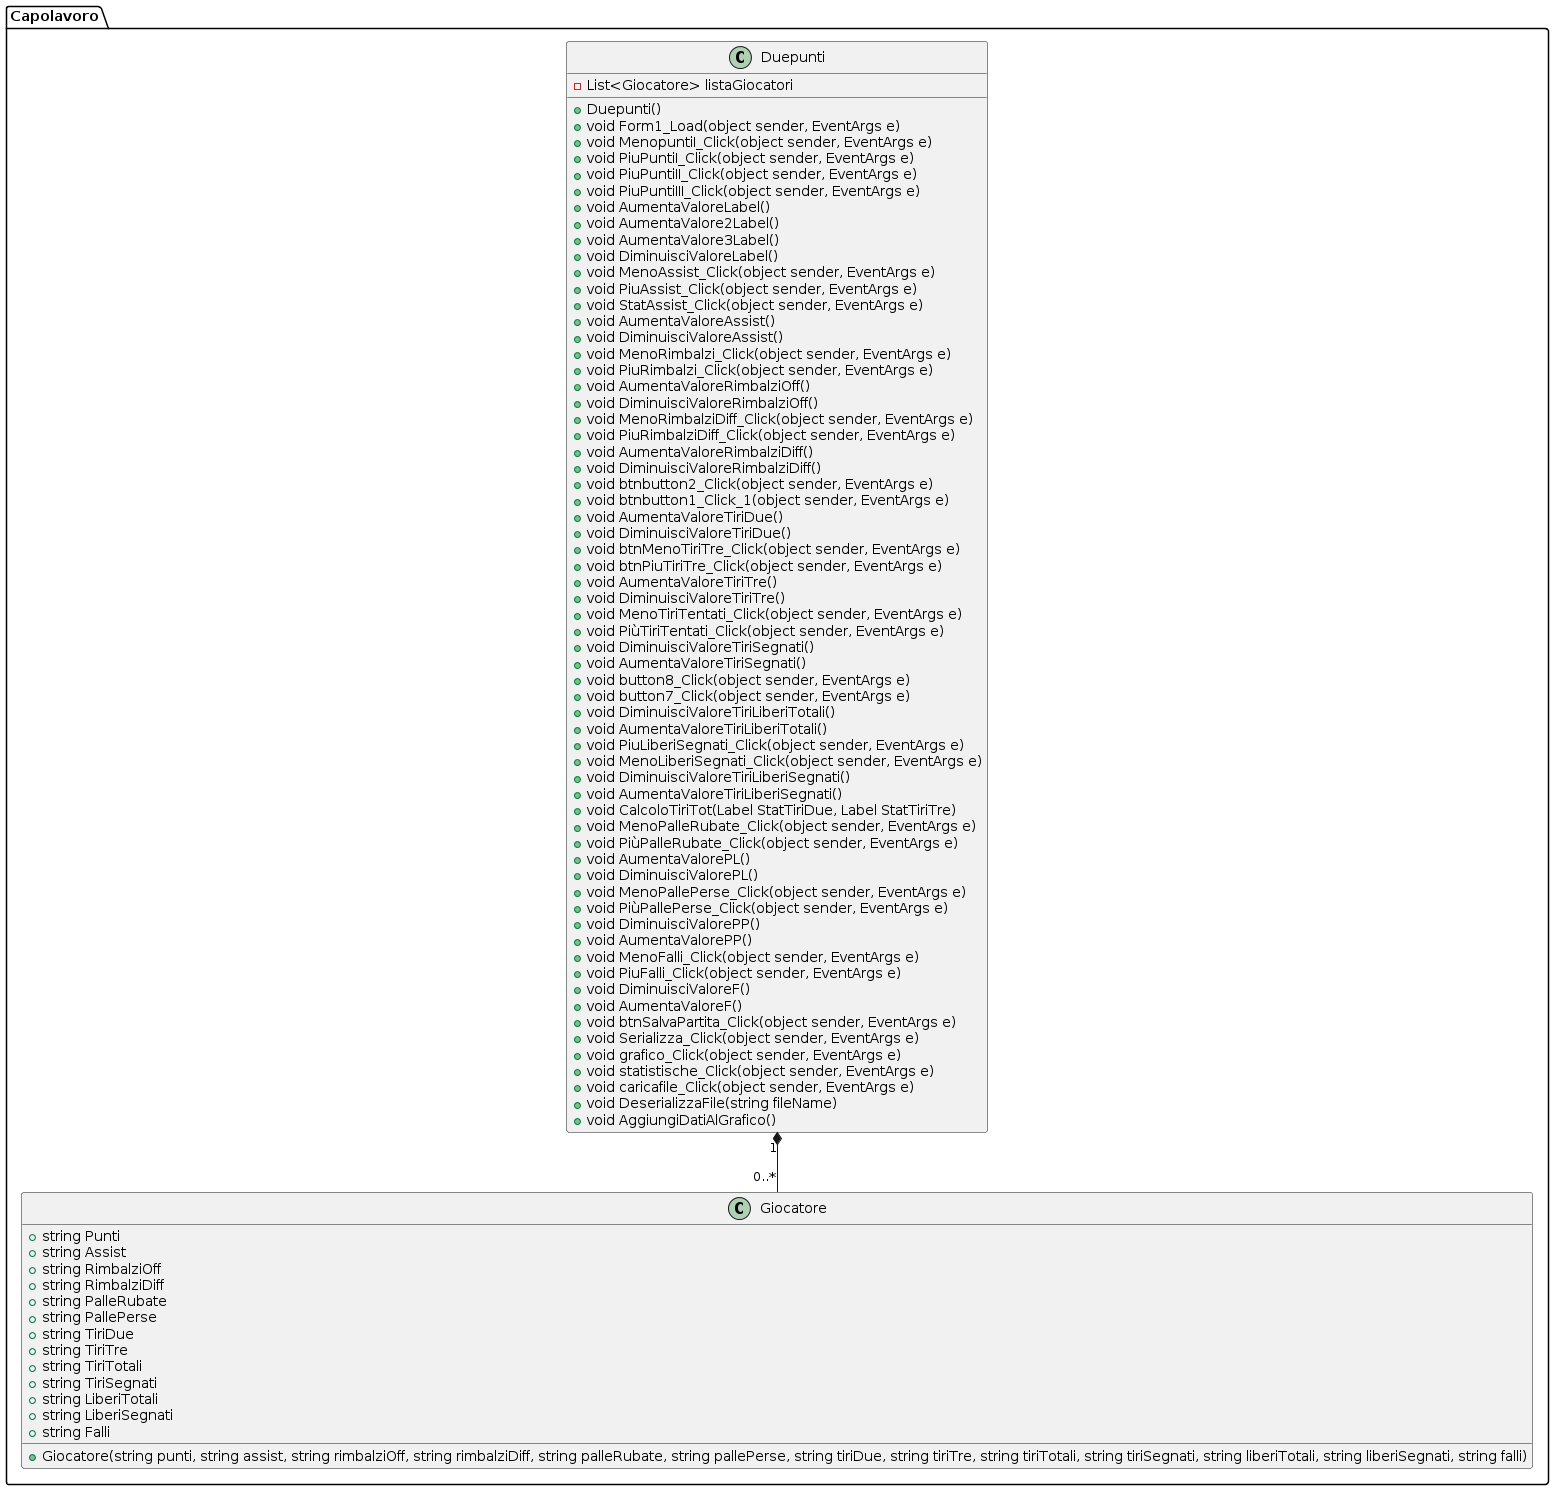 Capolavoro
C Duepunti
List<Giocatore> listaGiocatori
Duepunti()
void Form1_Load(object sender, EventArgs e)
void MenopuntiI_Click(object sender, EventArgs e)
void PiuPuntiI_Click(object sender, EventArgs e)
void PiuPuntiII_Click(object sender, EventArgs e)
void PiuPuntiIII_Click(object sender, EventArgs e)
void AumentaValoreLabel()
void AumentaValore2Label()
void AumentaValore3Label()
void DiminuisciValoreLabel()
void MenoAssist_Click(object sender, EventArgs e)
void PiuAssist_Click(object sender, EventArgs e)
void StatAssist_Click(object sender, EventArgs e)
void AumentaValoreAssist()
void DiminuisciValoreAssist()
void MenoRimbalzi_Click(object sender, EventArgs e)
void PiuRimbalzi_Click(object sender, EventArgs e)
void AumentaValoreRimbalziOff()
void DiminuisciValoreRimbalziOff()
void MenoRimbalziDiff_Click(object sender, EventArgs e)
void PiuRimbalziDiff_Click(object sender, EventArgs e)
void AumentaValoreRimbalziDiff()
void DiminuisciValoreRimbalziDiff()
void btnbutton2_Click(object sender, EventArgs e)
void btnbutton1_Click_1(object sender, EventArgs e)
void AumentaValoreTiriDue()
void DiminuisciValoreTiriDue()
void btnMenoTiriTre_Click(object sender, EventArgs e)
void btnPiuTiriTre_Click(object sender, EventArgs e)
void AumentaValoreTiriTre()
void DiminuisciValoreTiriTre()
void MenoTiriTentati_Click(object sender, EventArgs e)
void PiùTiriTentati_Click(object sender, EventArgs e)
void DiminuisciValoreTiriSegnati()
void AumentaValoreTiriSegnati()
void button8_Click(object sender, EventArgs e)
void button7_Click(object sender, EventArgs e)
void DiminuisciValoreTiriLiberiTotali()
void AumentaValoreTiriLiberiTotali()
void PiuLiberiSegnati_Click(object sender, EventArgs e)
void MenoLiberiSegnati_Click(object sender, EventArgs e)
void DiminuisciValoreTiriLiberiSegnati()
void AumentaValoreTiriLiberiSegnati()
void CalcoloTiriTot(Label StatTiriDue, Label StatTiriTre)
void MenoPalleRubate_Click(object sender, EventArgs e)
void PiùPalleRubate_Click(object sender, EventArgs e)
void AumentaValorePL()
void DiminuisciValorePL()
void MenoPallePerse_Click(object sender, EventArgs e)
void PiùPallePerse_Click(object sender, EventArgs e)
void DiminuisciValorePP()
void AumentaValorePP()
void MenoFalli_Click(object sender, EventArgs e)
void PiuFalli_Click(object sender, EventArgs e)
void DiminuisciValoreF()
void AumentaValoreF()
void btnSalvaPartita_Click(object sender, EventArgs e)
void Serializza_Click(object sender, EventArgs e)
void grafico_Click(object sender, EventArgs e)
void statistische_Click(object sender, EventArgs e)
void caricafile_Click(object sender, EventArgs e)
void DeserializzaFile(string fileName)
void AggiungiDatiAlGrafico()
1
0..*
C Giocatore
string Punti
string Assist
string RimbalziOff
string RimbalziDiff
string PalleRubate
string PallePerse
string TiriDue
string TiriTre
string TiriTotali
string TiriSegnati
string LiberiTotali
string LiberiSegnati
string Falli
Giocatore(string punti, string assist, string rimbalziOff, string rimbalziDiff, string palleRubate, string pallePerse, string tiriDue, string tiriTre, string tiriTotali, string tiriSegnati, string liberiTotali, string liberiSegnati, string falli)